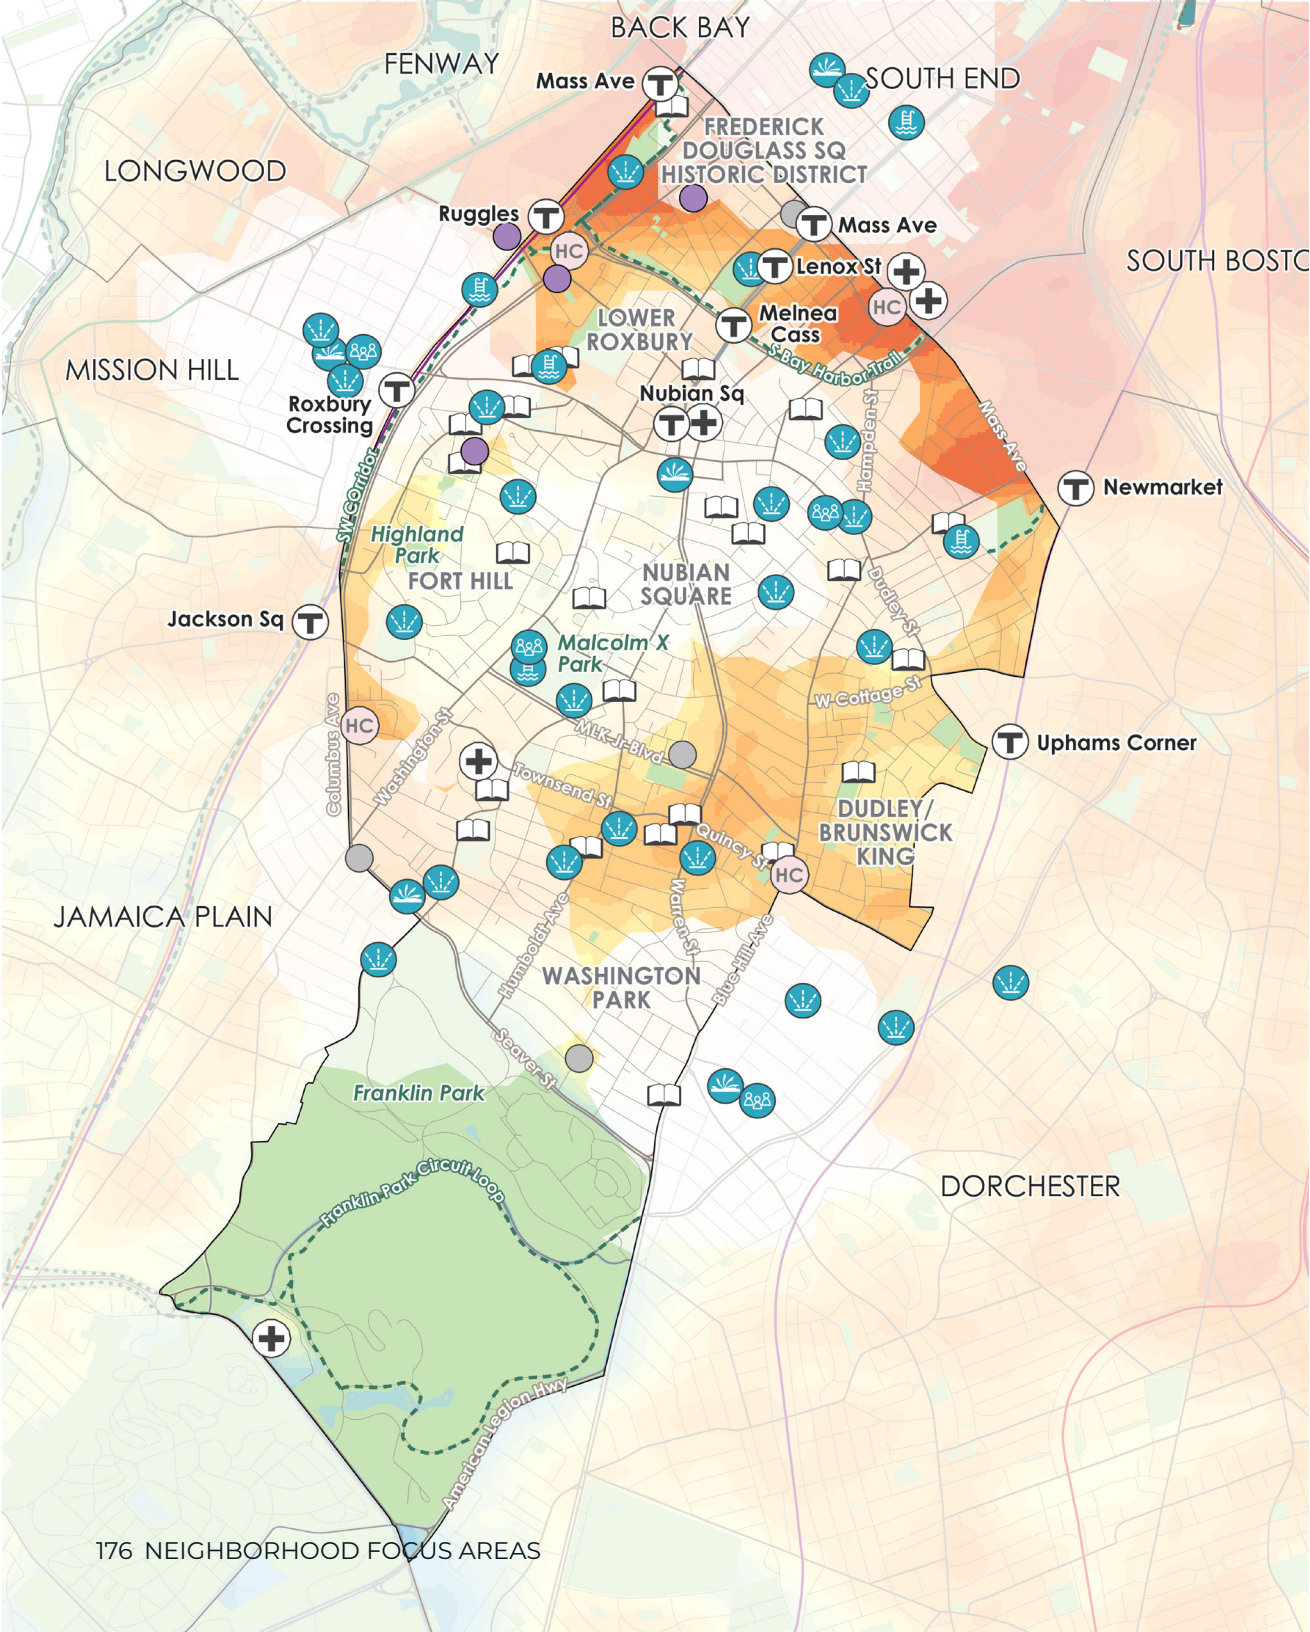 BACK BAY
FENWAY
Mass Ave
SOUTH END
FREDERICK
DOUGLASS SQ
HISTORIC DISTRICT
LONGWOOD
Ruggles
Mass Ave
HC
Lenox St
SOUTH BOSTO
HC
LOWER
ROXBURY
Melnea
Cass
S Bay Harbor Trail
MISSION HILL
Roxbury
Crossing
Nubian Sq
Hampden St
Mass Ave
SW Corridor
Newmarket
Highland
Park
FORT HILL
NUBIAN
SQUARE
Dudley St
Jackson Sq
Malcolm X
Park
W Cottage St
HC
Columbus Ave
Washington St
MLK Jr Blvd
Uphams Corner
Townsend St
DUDLEY/
BRUNSWICK
KING
Quincy St
HC
Warren St
Humboldt Ave
Blue Hill Ave
JAMAICA PLAIN
WASHINGTON
PARK
Seaver St
Franklin Park
Franklin Park Circuit Loop
DORCHESTER
American Legion Hwy
176 NEIGHBORHOOD FOCUS AREAS
T
T
T
T
T
T
T
T
T
T